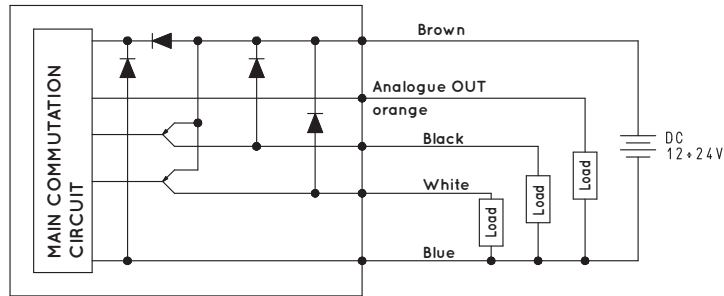 MAIN COMMUTATION
CIRCUIT
Brown
Analogue OUT
orange
Black
White
Blue
Load
Load
Load
DC
12÷24V